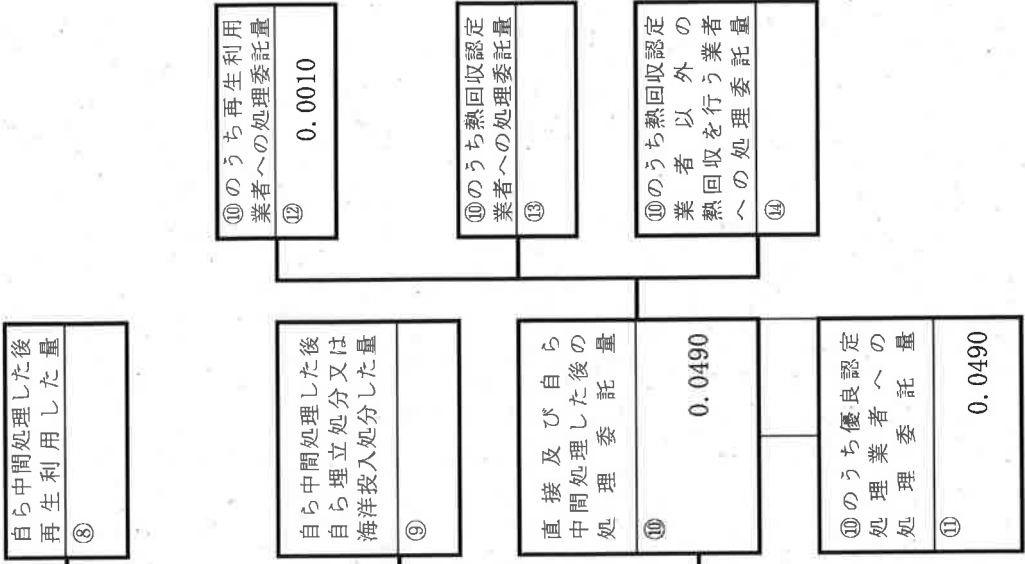 自ら中間処理した後
再生利用した量
⑧
自ら中間処理した後
自ら埋立処分又は
海洋投入処分した量
⑨
直接及び自ら
中間処理した後の
処理委託量
⑩
0.0490
⑩のうち優良認定
処理業者への
処理委託量
⑪
0.0490
⑩のうち再生利用
業者への処理委託量
⑫
0.0010
⑩のうち熱回収認定
業者への処理委託量
⑬
⑩のうち熱回収認定
業者以外の
熱回収を行う業者
への処理委託量
⑭